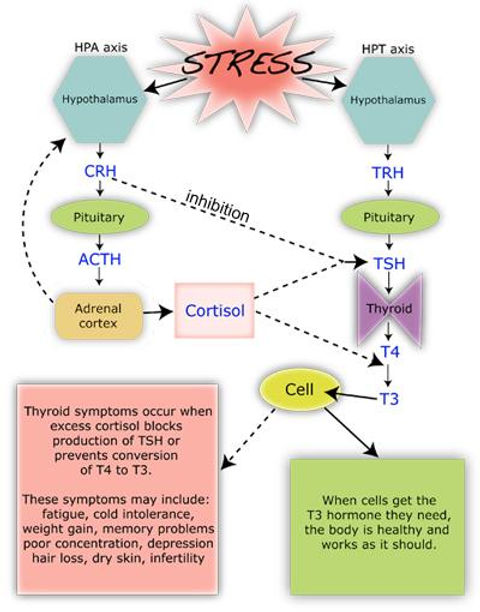 STRESS
HPA axis
HPT axis
Hypothalamus
Hypothalamus
CRH
TRH
inhibition
Pituitary
Pituitary
ACTH
TSH
Adrenal
cortex
Cortisol
Thyroid
T4
T3
Cell
Thyroid symptoms occur when
excess cortisol blocks
production of TSH or
prevents conversion
of T4 to T3.
These symptoms may include:
fatigue, cold intolerance,
weight gain, memory problems
poor concentration, depression
hair loss, dry skin, infertility
When cells get the
T3 hormone they need,
the body is healthy and
works as it should.